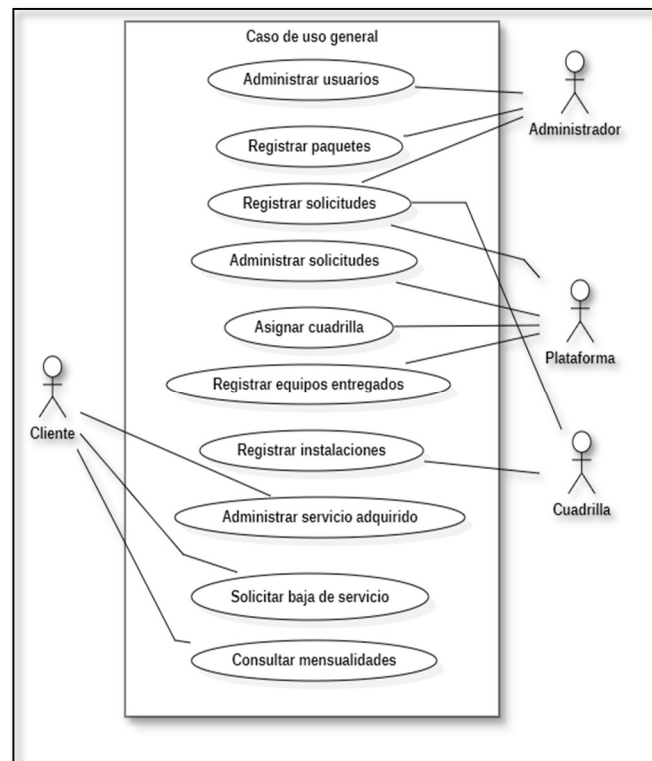 Caso de uso general
Administrar usuarios
Administrador
Registrar paquetes
Registrar solicitudes
Administrar solicitudes
Asignar cuadrilla
Plataforma
Registrar equipos entregados
Cliente
Registrar instalaciones
Cuadrilla
Administrar servicio adquirido
Solicitar baja de servicio
Consultar mensualidades